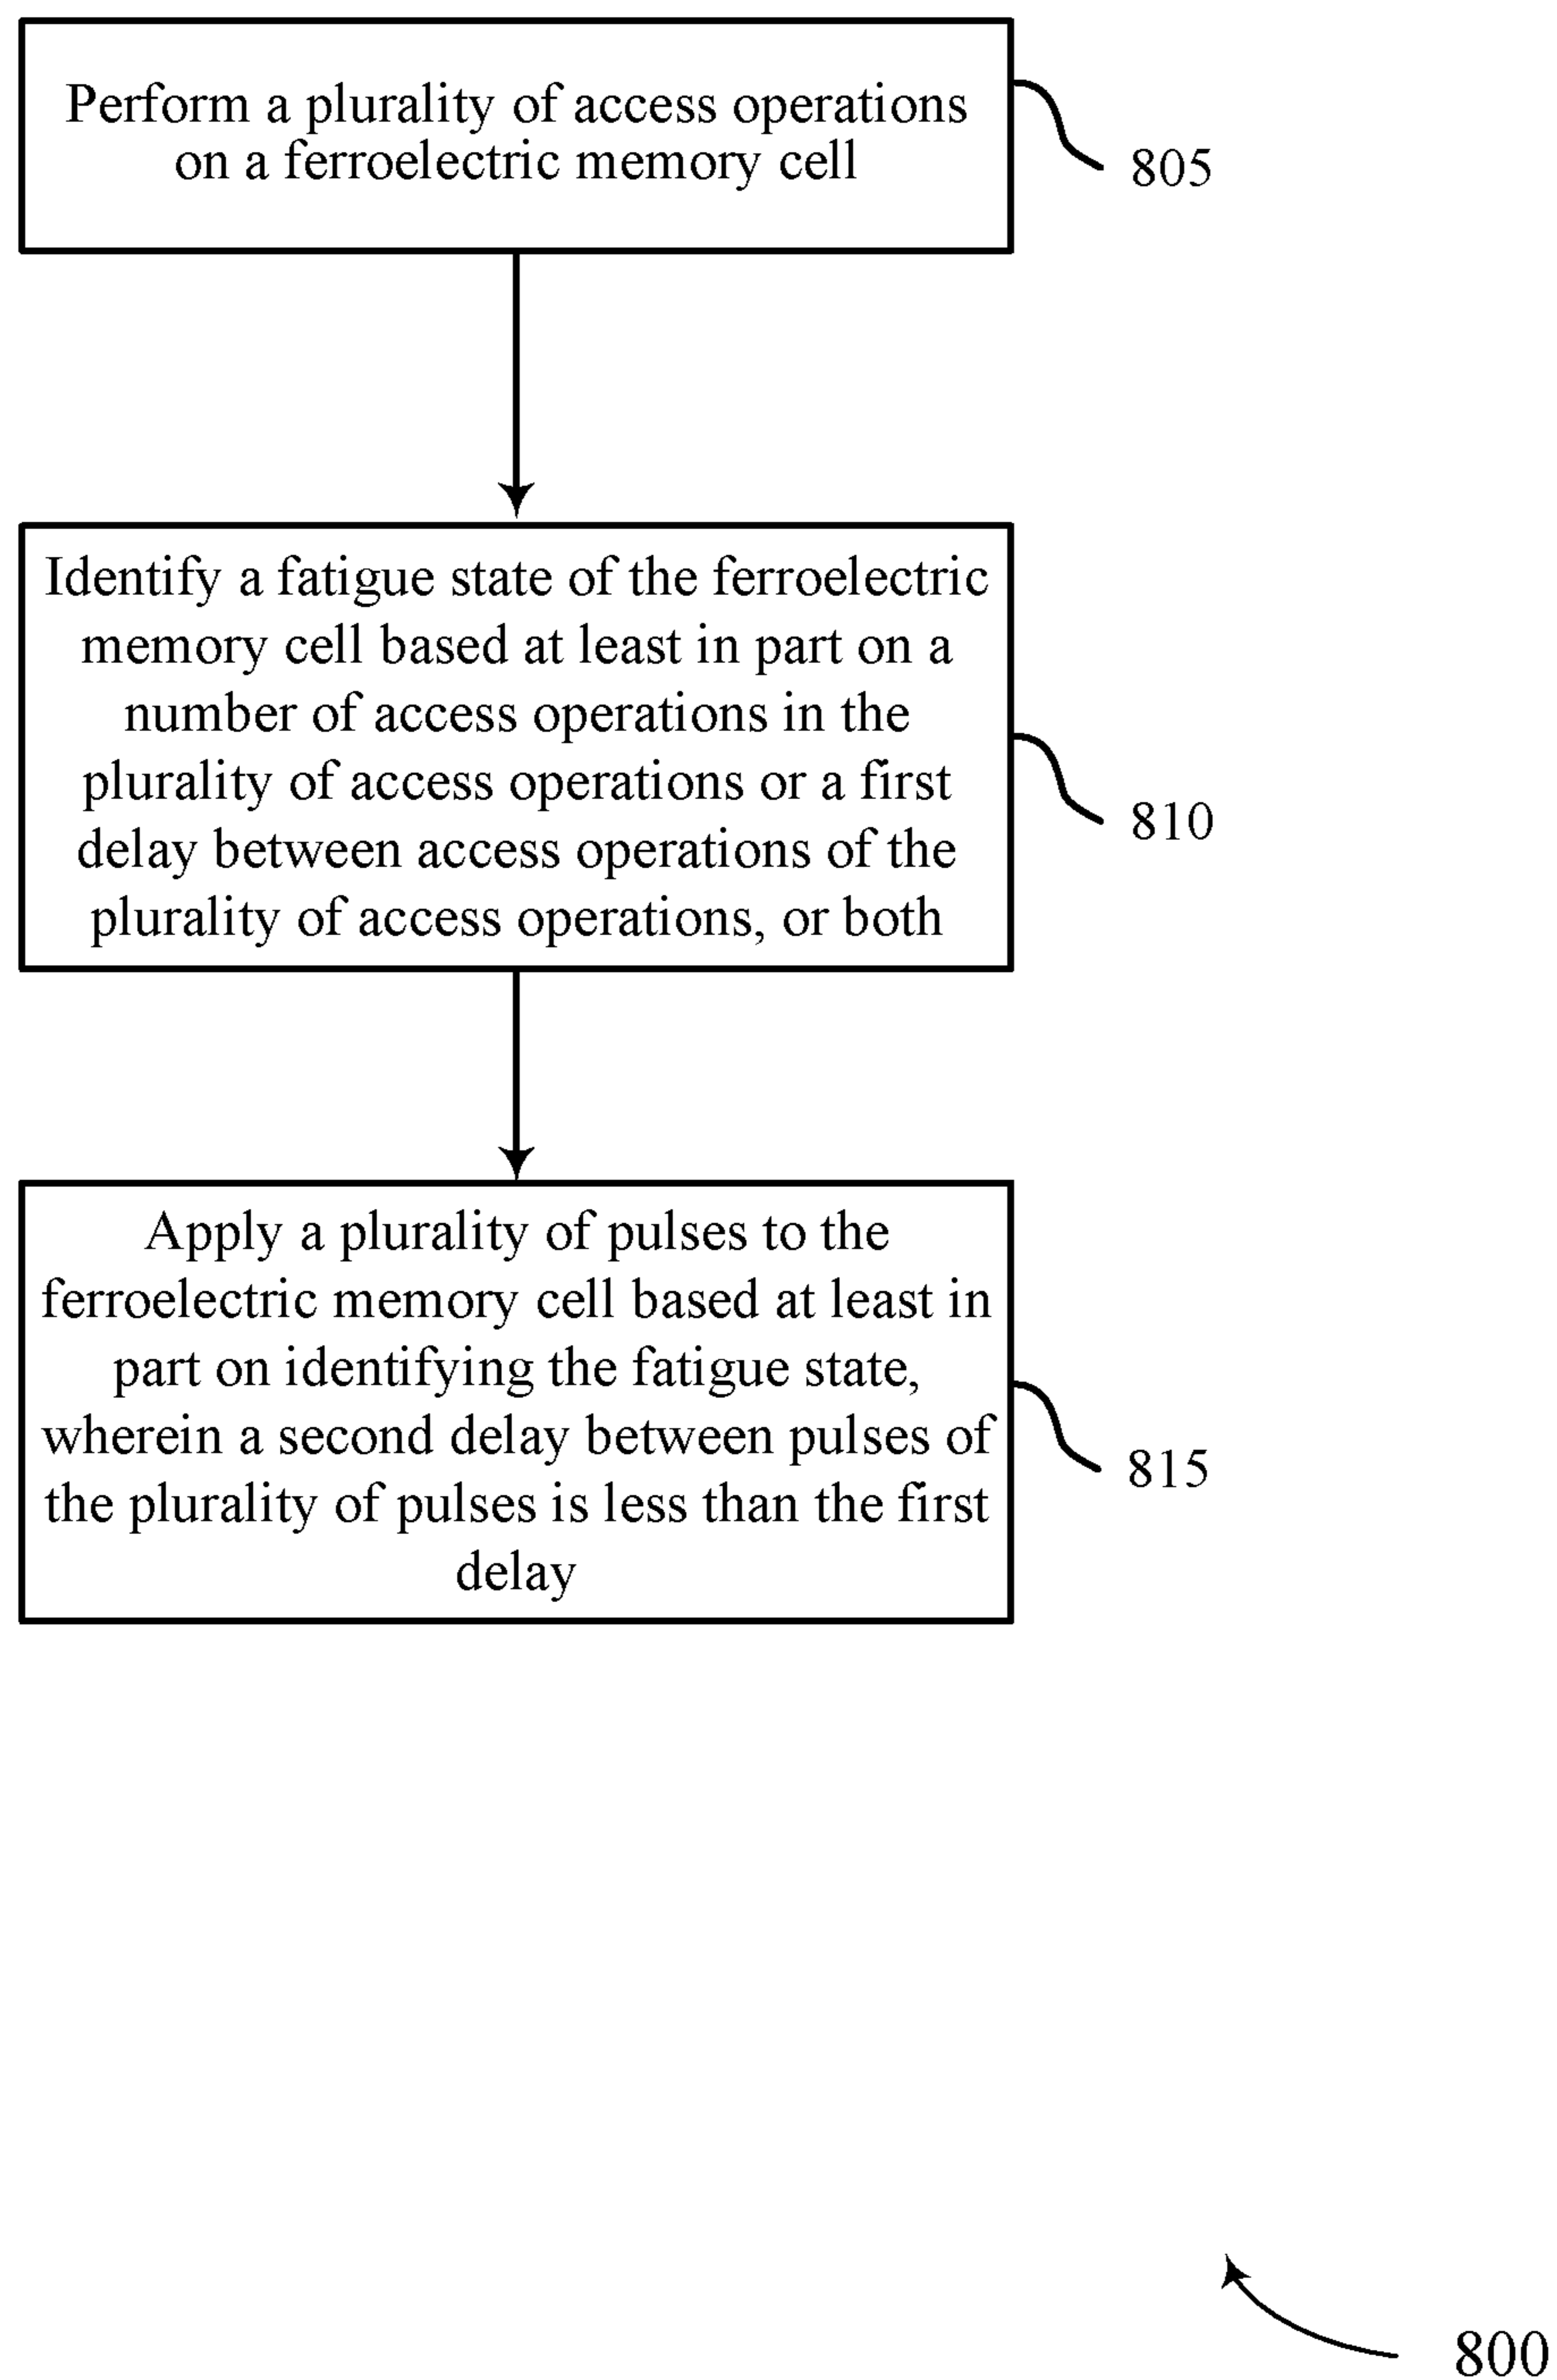 Perform a plurality of access operations
on a ferroelectric memory cell
805
Identify a fatigue state of the ferroelectric
memory cell based at least in part on a
number of access operations in the
plurality of access operations or a first
delay between access operations of the
plurality of access operations, or both
810
Apply a plurality of pulses to the
ferroelectric memory cell based at least in
part on identifying the fatigue state,
wherein a second delay between pulses of
the plurality of pulses is less than the first
delay
815
800